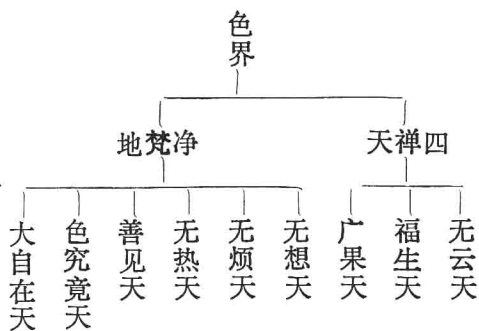 色界
四禅天
净梵地
无云天
福生天
广果天
无想天
无烦天
无热天
善见天
色究竟天
大自在天